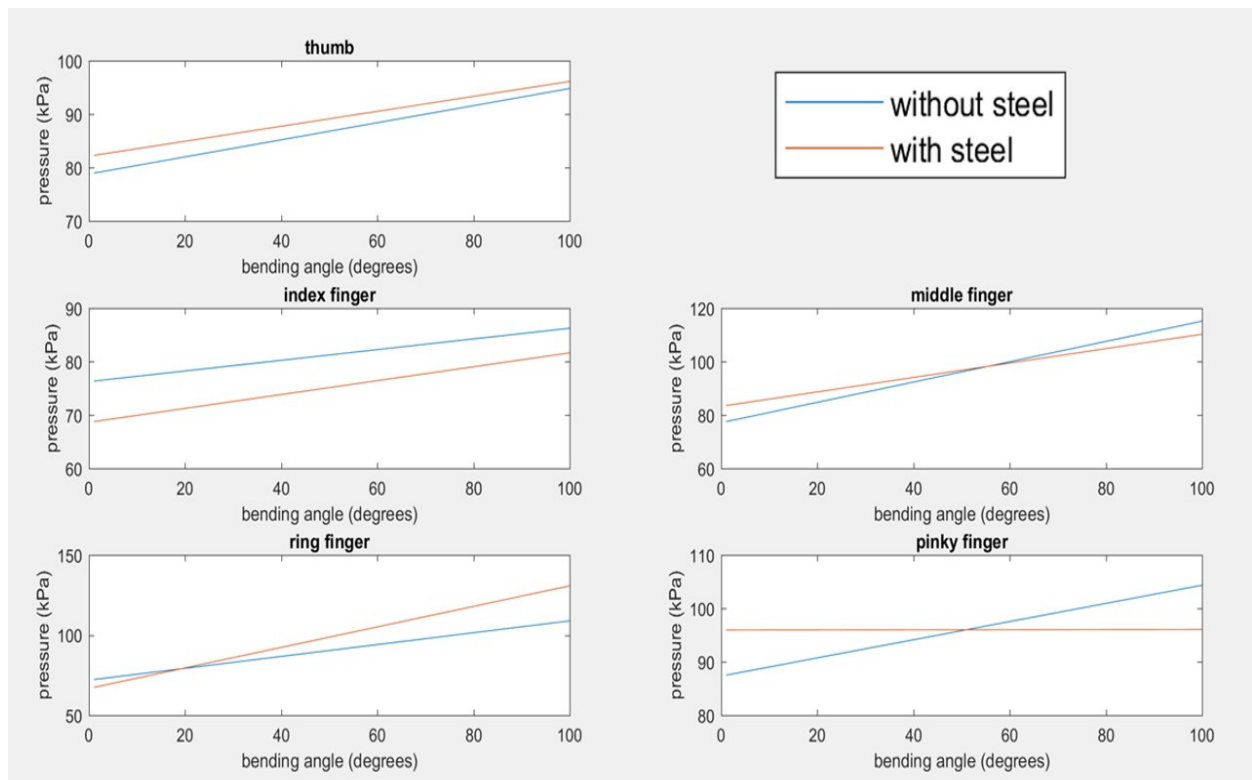 thumb
100
90
80
70
pressure (kPa)
0 20 40 60 80 100
bending angle (degrees)
without steel
with steel
index finger
90
80
70
60
pressure (kPa)
0 20 40 60 80 100
bending angle (degrees)
middle finger
120
100
80
60
pressure (kPa)
0 20 40 60 80 100
bending angle (degrees)
ring finger
150
100
50
pressure (kPa)
0 20 40 60 80 100
bending angle (degrees)
pinky finger
110
100
90
80
pressure (kPa)
0 20 40 60 80 100
bending angle (degrees)